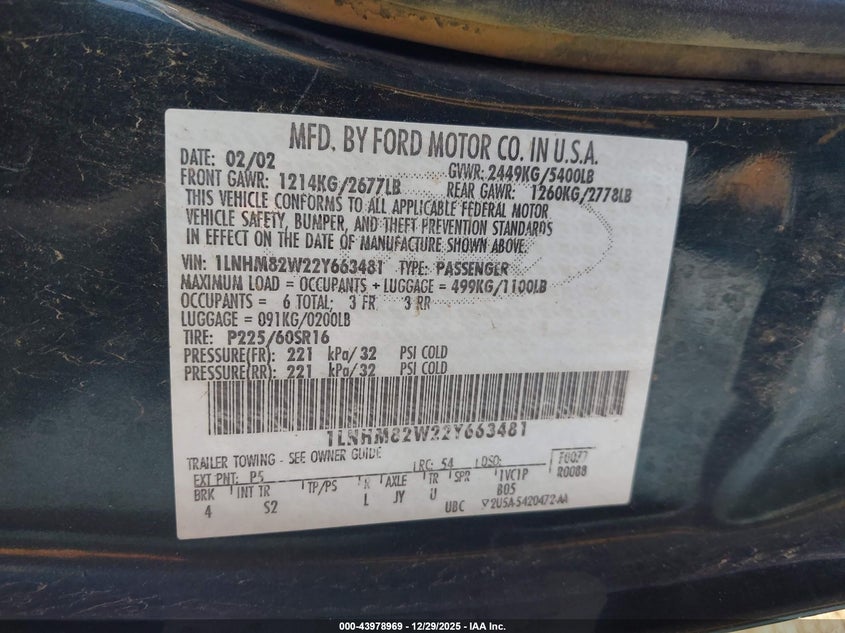 MFD. BY FORD MOTOR CO. IN U.S.A.
DATE: 02/02 GVWR: 2449KG/5400LB
FRONT GAWR: 1214KG/2677LB REAR GAWR: 1260KG/2778LB
THIS VEHICLE CONFORMS TO ALL APPLICABLE FEDERAL MOTOR
VEHICLE SAFETY, BUMPER, AND THEFT PREVENTION STANDARDS
IN EFFECT ON THE DATE OF MANUFACTURE SHOWN ABOVE.
VIN: 1LNHM82W22Y663481 TYPE: PASSENGER
MAXIMUM LOAD = OCCUPANTS + LUGGAGE = 499KG/1100LB
OCCUPANTS = 6 TOTAL; 3 FR 3 RR
LUGGAGE = 091KG/0200LB
TIRE: P225/60SR16
PRESSURE(FR): 221 kPa/32 PSI COLD
PRESSURE(RR): 221 kPa/32 PSI COLD
1LNHM82W22Y663481
TRAILER TOWING - SEE OWNER GUIDE
EXT PNT: P5 LRC: 54 DSO: F0077
BRK INT TR TP/PS R AXLE TR SPR 1VC1P R0088
4 S2 L JY U B05
UBC 2U5A-5420472-AA
000-43978969 - 12/29/2025 - IAA Inc.